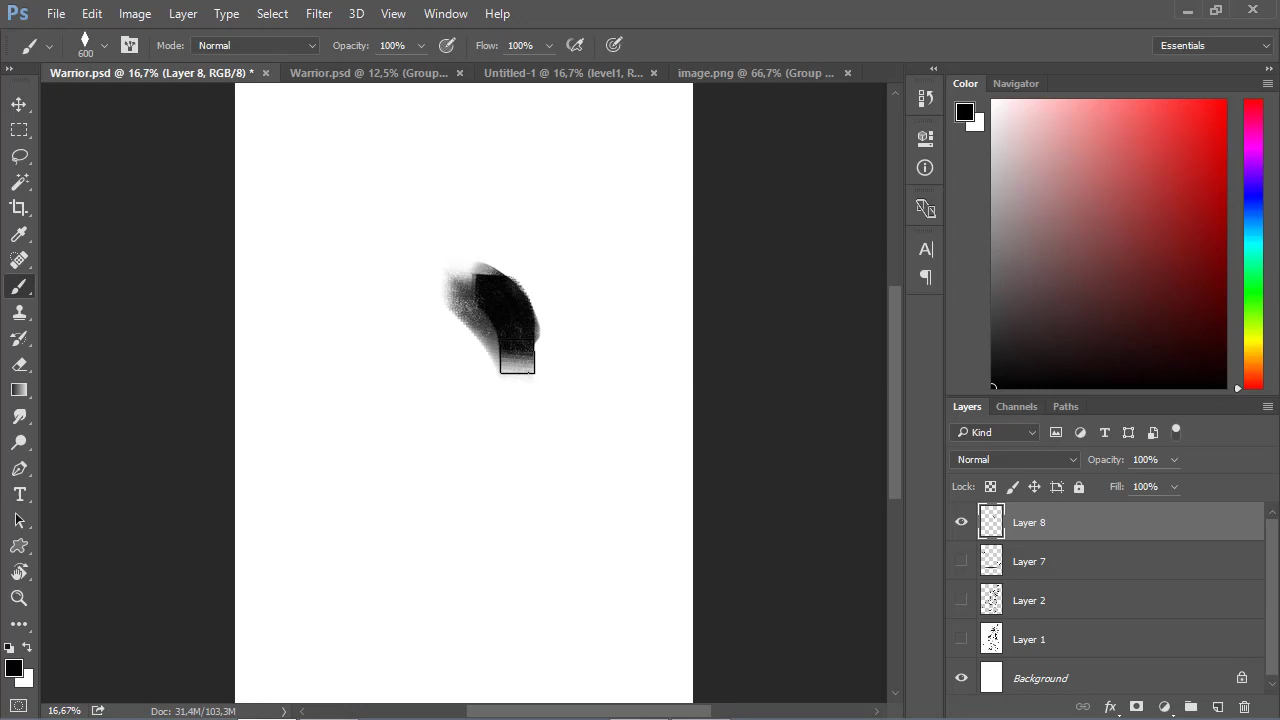 Ps File Edit Image Layer Type Select Filter 3D View Window Help
600 Mode: Normal Opacity: 100% Flow: 100% Essentials
Warrior.psd @ 16,7% (Layer 8, RGB/8) * Warrior.psd @ 12,5% (Group... Untitled-1 @ 16,7% (level1, R... image.png @ 66,7% (Group ...
Color Navigator
Layers Channels Paths
Kind
Normal Opacity: 100%
Lock: Fill: 100%
Layer 8
Layer 7
Layer 2
Layer 1
Background
16,67% Doc: 31,4M/103,3M